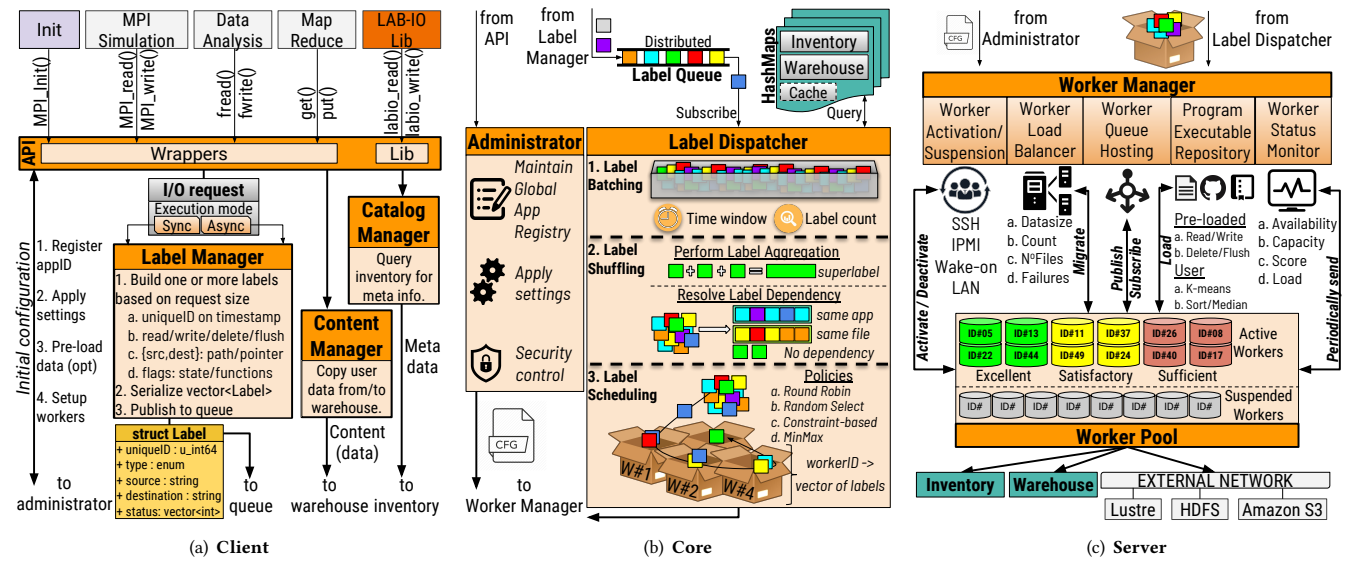 Init
MPI
Simulation
Data
Analysis
Map
Reduce
LAB-IO
Lib
MPI_Init()
MPI_read()
MPI_write()
fread()
fwrite()
get()
put()
labio_read()
labio_write()
API
Wrappers
Lib
I/O request
Execution mode
Sync
Async
Initial configuration
1. Register
appID
2. Apply
settings
3. Pre-load
data (opt)
4. Setup
workers
Label Manager
1. Build one or more labels
based on request size
a. uniqueID on timestamp
b. read/write/delete/flush
c. {src,dest}: path/pointer
d. flags: state/functions
2. Serialize vector<Label>
3. Publish to queue
struct Label
+ uniqueID : u_int64
+ type : enum
+ source : string
+ destination : string
+ status: vector<int>
Catalog
Manager
Query
inventory for
meta info.
Content
Manager
Copy user
data from/to
warehouse.
Meta
data
Content
(data)
to
administrator
to
queue
to
warehouse
to
inventory
(a) Client
from
API
from
Label
Manager
Distributed
Label Queue
Subscribe
HashMaps
Inventory
Warehouse
Cache
Query
Administrator
Maintain
Global
App
Registry
Apply
settings
Security
control
CFG
to
Worker Manager
Label Dispatcher
1. Label
Batching
Time window
Label count
2. Label
Shuffling
Perform Label Aggregation
superlabel
Resolve Label Dependency
same app
same file
No dependency
3. Label
Scheduling
Policies
a. Round Robin
b. Random Select
c. Constraint-based
d. MinMax
W#1
W#2
W#4
workerID ->
vector of labels
(b) Core
CFG
from
Administrator
from
Label Dispatcher
Worker Manager
Worker
Activation/
Suspension
Worker
Load
Balancer
Worker
Queue
Hosting
Program
Executable
Repository
Worker
Status
Monitor
SSH
IPMI
Wake-on
LAN
a. Datasize
b. Count
c. NºFiles
d. Failures
Pre-loaded
a. Read/Write
b. Delete/Flush
User
a. K-means
b. Sort/Median
a. Availability
b. Capacity
c. Score
d. Load
Activate / Deactivate
Migrate
Publish
Subscribe
Load
Periodically send
ID#05
ID#13
ID#11
ID#37
ID#26
ID#08
ID#22
ID#44
ID#49
ID#24
ID#40
ID#17
Active
Workers
Excellent
Satisfactory
Sufficient
ID#
ID#
ID#
ID#
ID#
ID#
ID#
ID#
Suspended
Workers
Worker Pool
Inventory
Warehouse
EXTERNAL NETWORK
Lustre
HDFS
Amazon S3
(c) Server